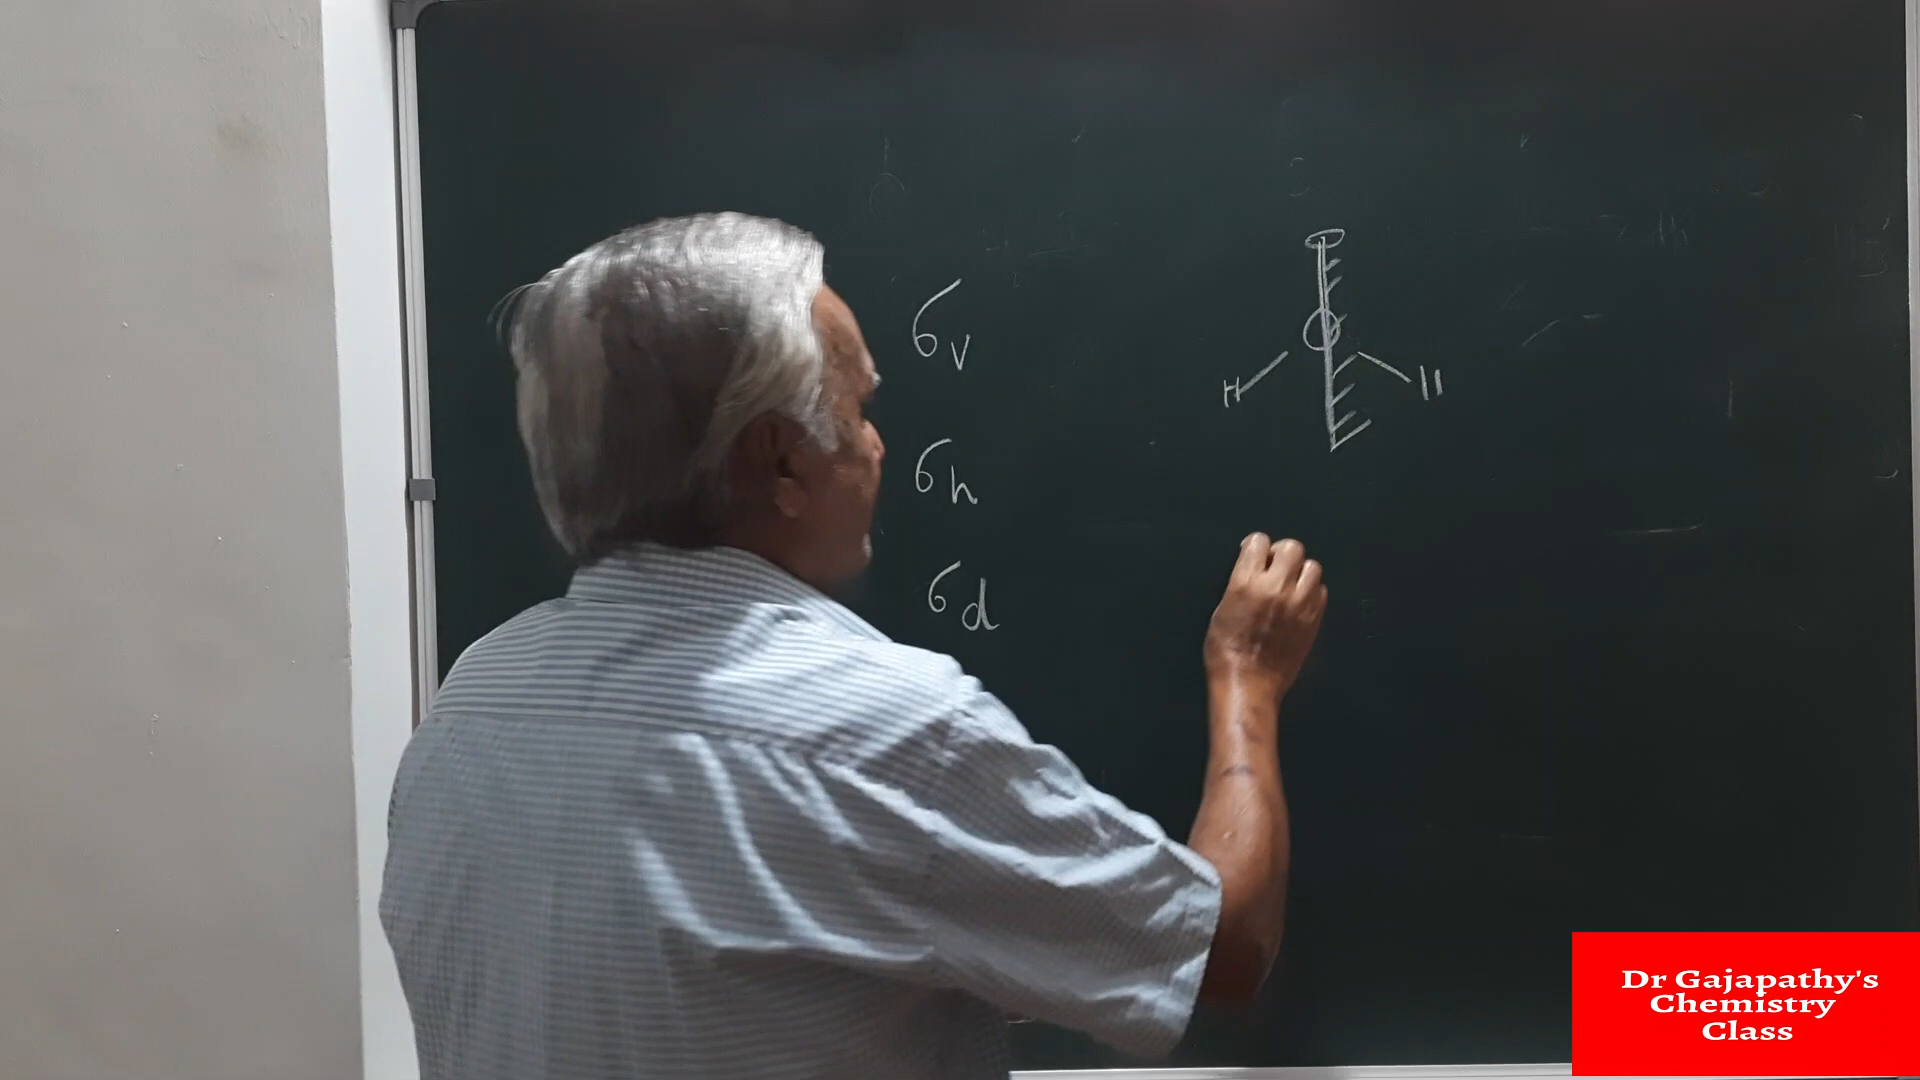 σv
O
H H
σh
σd
Dr Gajapathy's
Chemistry
Class